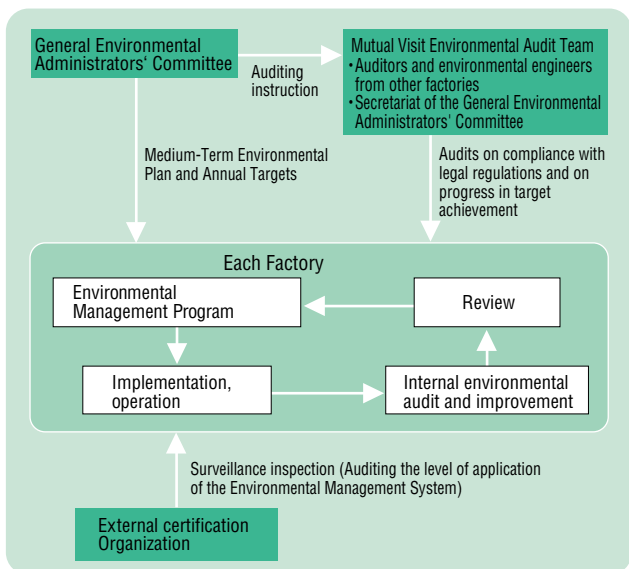 General Environmental
Administrators‘ Committee
Auditing
instruction
Mutual Visit Environmental Audit Team
・Auditors and environmental engineers
from other factories
・Secretariat of the General Environmental
Administrators' Committee
Medium-Term Environmental
Plan and Annual Targets
Audits on compliance with
legal regulations and on
progress in target
achievement
Each Factory
Environmental
Management Program
Review
Implementation,
operation
Internal environmental
audit and improvement
Surveillance inspection (Auditing the level of application
of the Environmental Management System)
External certification
Organization